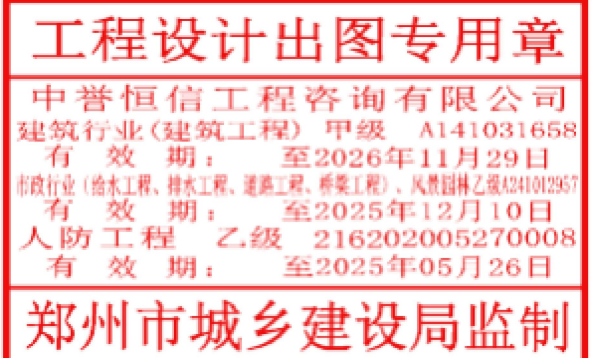 工程设计出图专用章
中誉恒信工程咨询有限公司
建筑行业(建筑工程) 甲级 A141031658
有 效 期: 至2026年11月29日
市政行业（给水工程、排水工程、道路工程、桥梁工程）、风景园林乙级A241012957
有 效 期: 至2025年12月10日
人防工程 乙级 2162020052700​08
有 效 期: 至2025年05月26日
郑州市城乡建设局监制